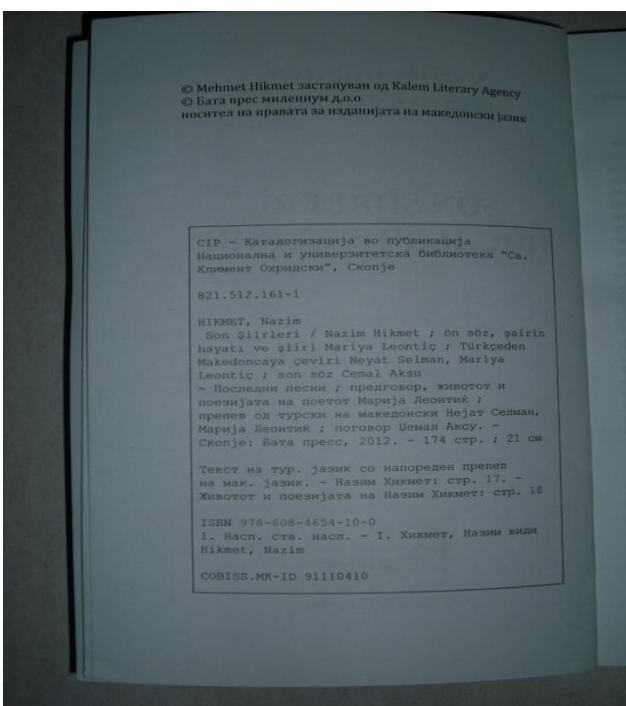 © Mehmet Hikmet застапуван од Kalem Literary Agency
© Бата прес милениум д.о.о
носител на правата за изданијата на македонски јазик
CIP - Каталогизација во публикација
Национална и универзитетска библиотека "Св.
Климент Охридски", Скопје
821.512.161-1
HIKMET, Nazim
Son Şiirleri / Nazim Hikmet ; ön söz, şairin
hayatı ve şiiri Mariya Leontiç ; Türkçeden
Makedoncaya çeviri Neyat Selman, Mariya
Leontiç ; son söz Cemal Aksu
= Последни песни ; предговор, животот и
поезијата на поетот Марија Леонтиќ ;
препев од турски на македонски Нејат Селман,
Марија Леонтиќ ; поговор Џемал Аксу. -
Скопје: Бата пресс, 2012. - 174 стр. ; 21 см
Текст на тур. јазик со напореден препев
на мак. јазик. - Назим Хикмет: стр. 17. -
Животот и поезијата на Назим Хикмет: стр. 18
ISBN 978-608-4654-10-0
1. Насп. ств. насл. - I. Хикмет, Назим види
Hikmet, Nazim
COBISS.MK-ID 91110410